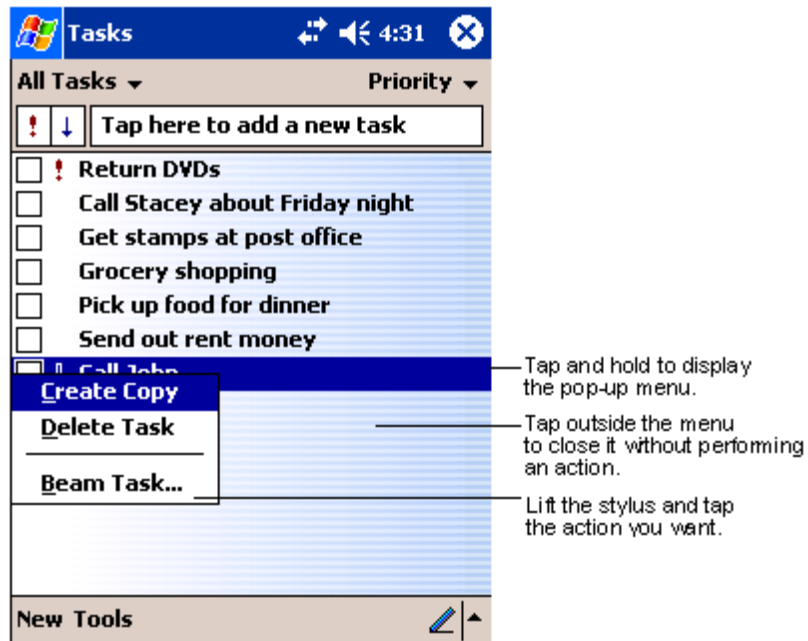 Tasks 4:31
All Tasks Priority
! ↓ Tap here to add a new task
! Return DVDs
Call Stacey about Friday night
Get stamps at post office
Grocery shopping
Pick up food for dinner
Send out rent money
Call John
Create Copy
Delete Task
Beam Task...
New Tools
Tap and hold to display
the pop-up menu.
Tap outside the menu
to close it without performing
an action.
Lift the stylus and tap
the action you want.